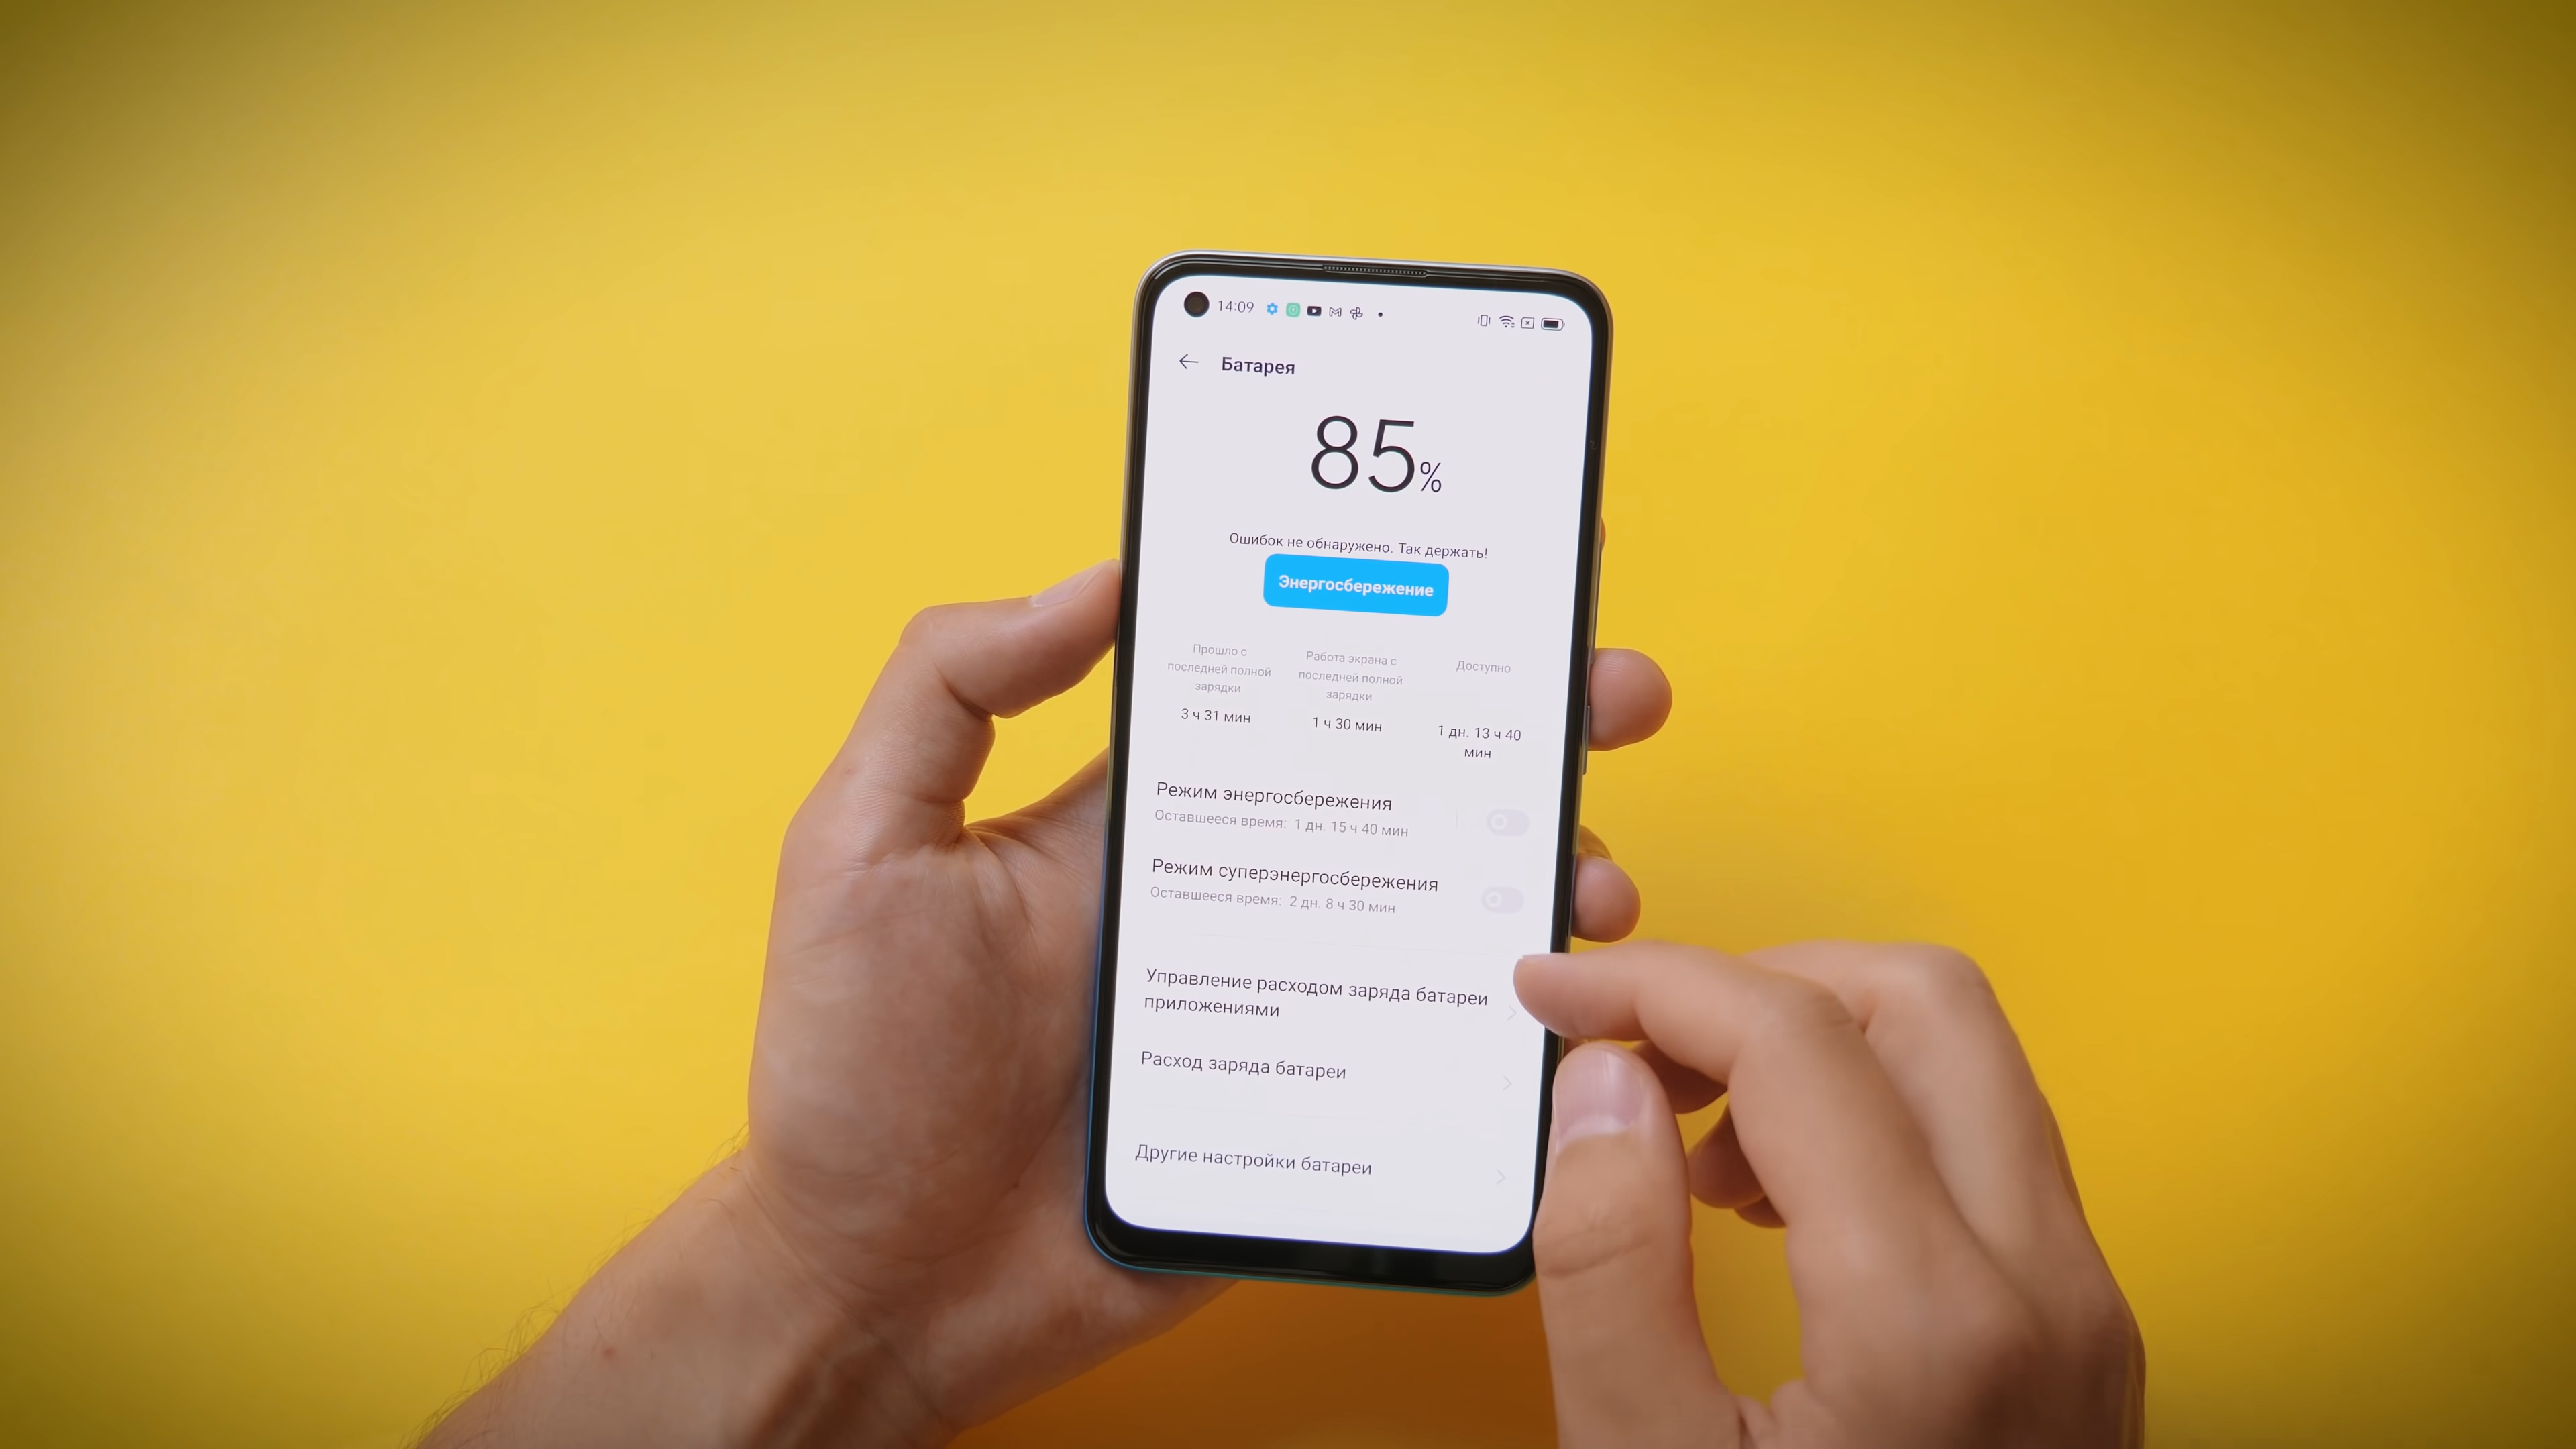 14:09
Батарея
85%
Ошибок не обнаружено. Так держать!
Энергосбережение
Прошло с
последней полной
зарядки
3 ч 31 мин
Работа экрана с
последней полной
зарядки
1 ч 30 мин
Доступно
1 дн. 13 ч 40
мин
Режим энергосбережения
Оставшееся время: 1 дн. 15 ч 40 мин
Режим суперэнергосбережения
Оставшееся время: 2 дн. 8 ч 30 мин
Управление расходом заряда батареи
приложениями
Расход заряда батареи
Другие настройки батареи